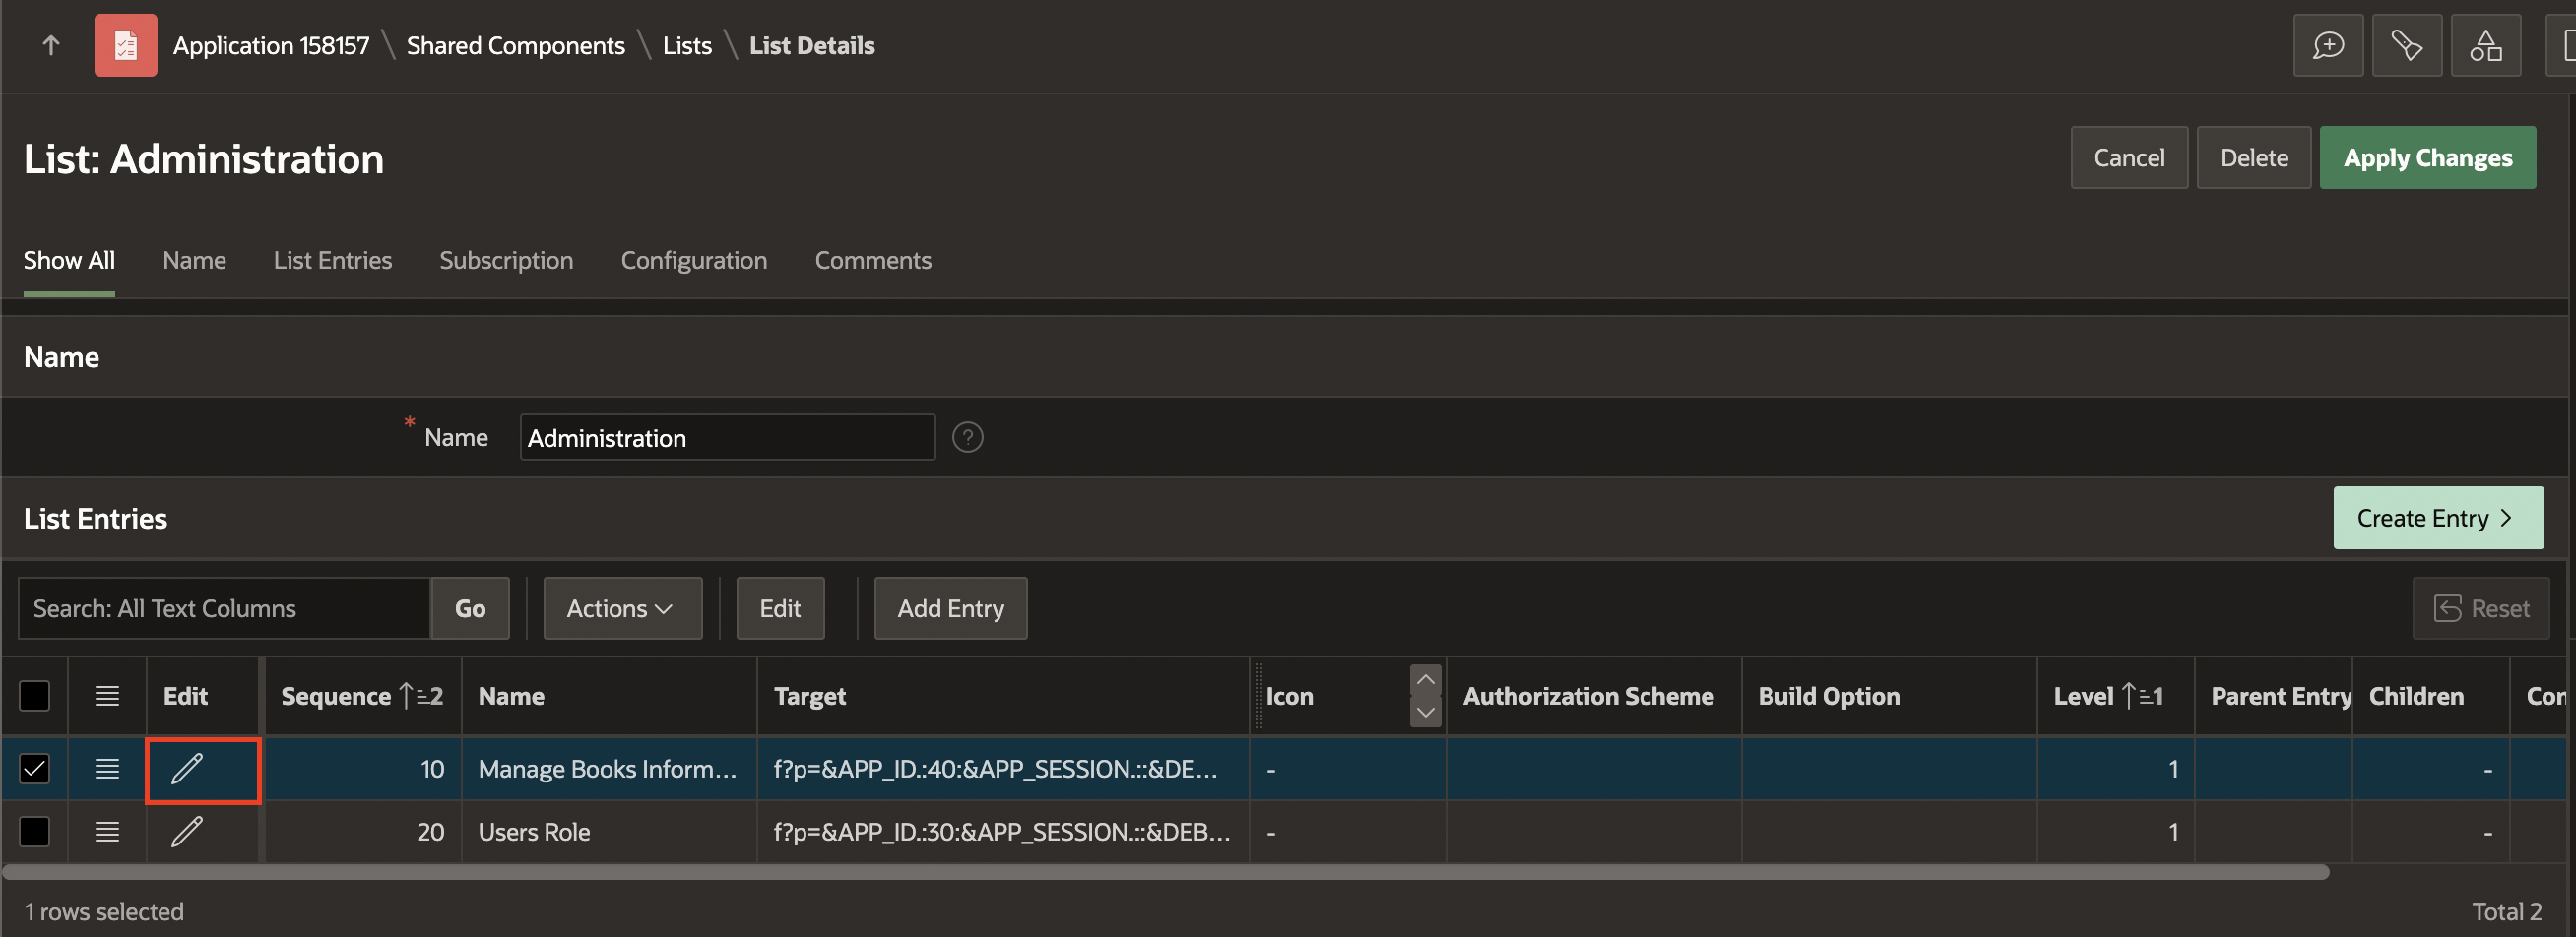 Application 158157 \ Shared Components \ Lists \ List Details
List: Administration
Cancel Delete Apply Changes
Show All Name List Entries Subscription Configuration Comments
Name
* Name Administration ?
List Entries
Create Entry >
Search: All Text Columns Go Actions Edit Add Entry Reset
Edit Sequence 2 Name Target Icon Authorization Scheme Build Option Level 1 Parent Entry Children Con
10 Manage Books Inform... f?p=&APP_ID.:40:&APP_SESSION.::&DE... - 1 -
20 Users Role f?p=&APP_ID.:30:&APP_SESSION.::&DEB... - 1 -
1 rows selected
Total 2